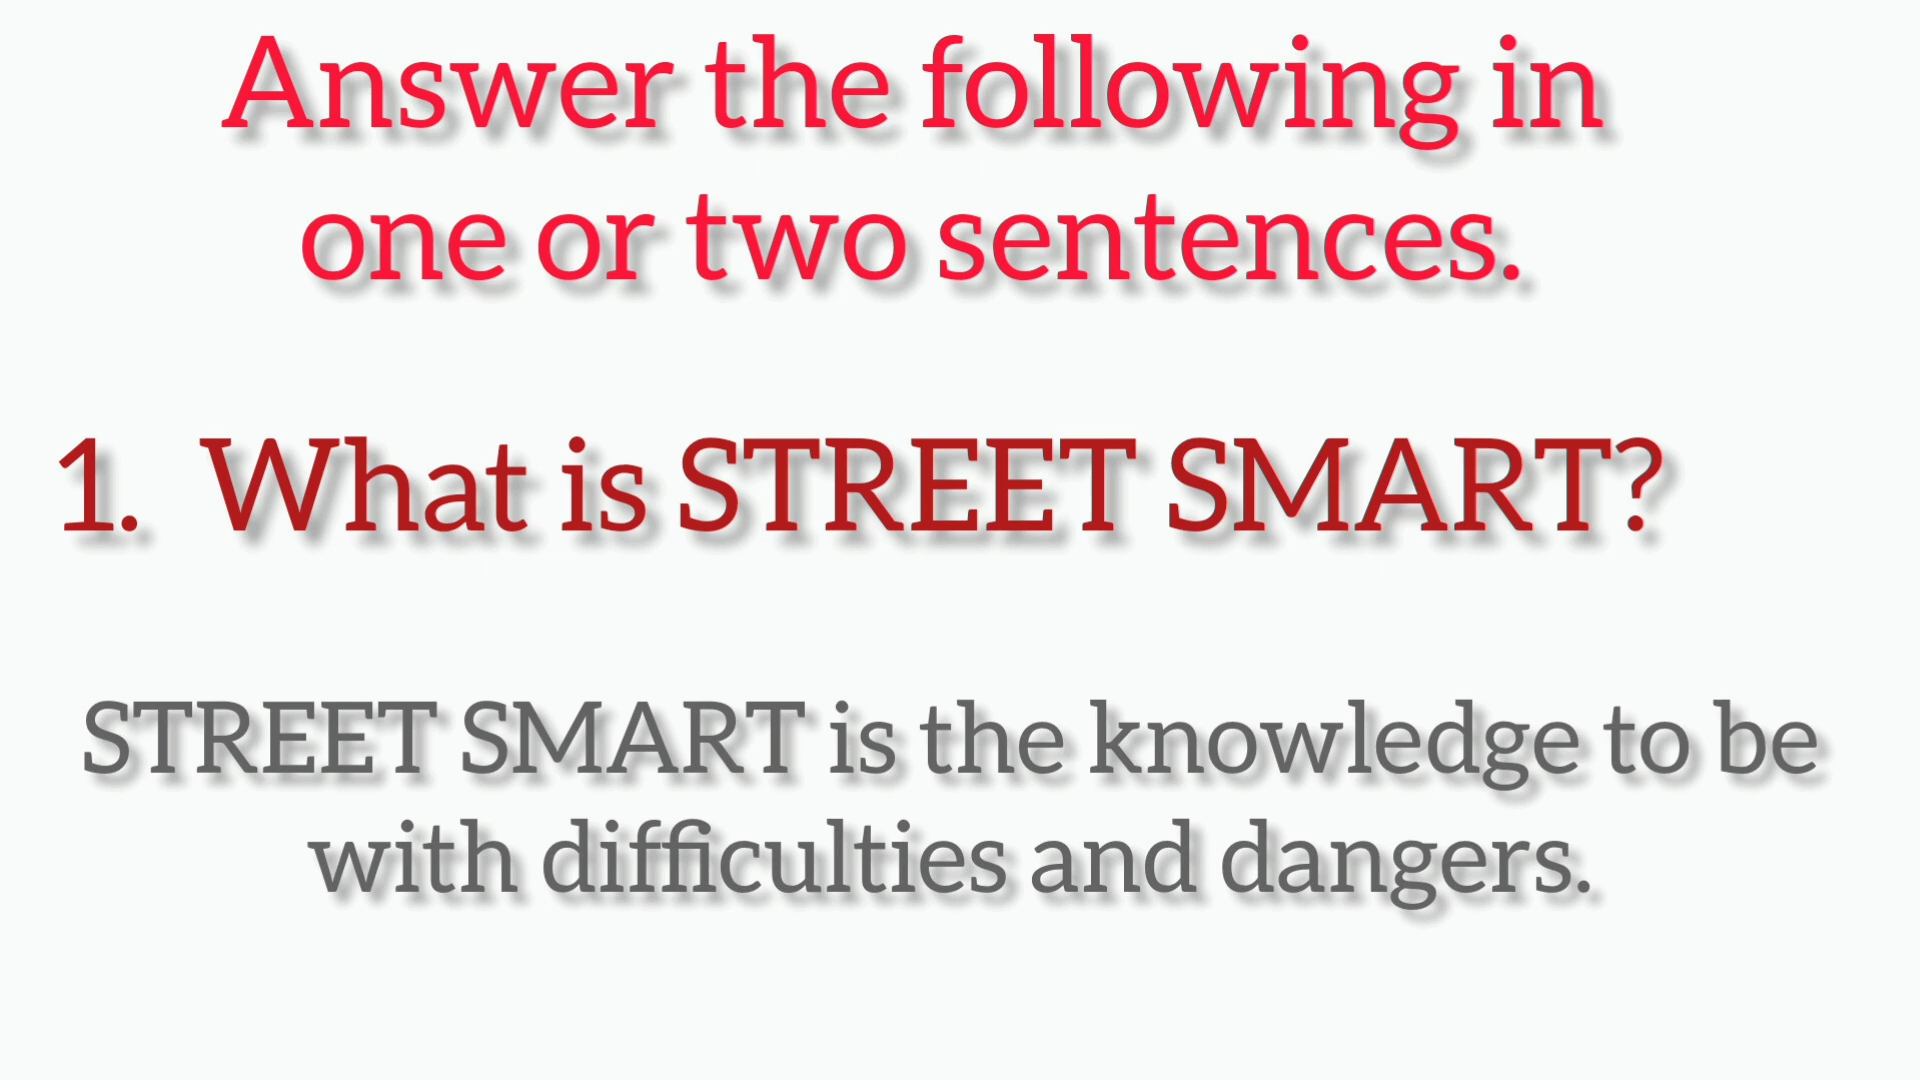 Answer the following in
one or two sentences.
1. What is STREET SMART?
STREET SMART is the knowledge to be
with difficulties and dangers.